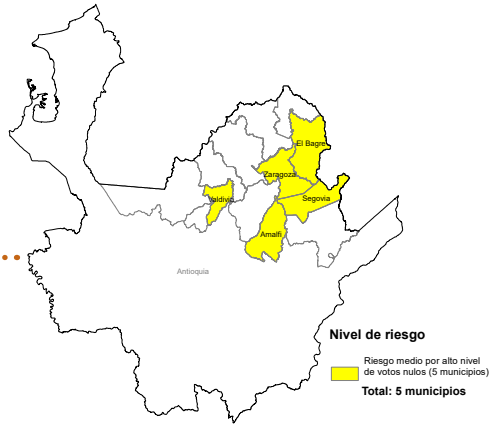 El Bagre
Zaragoza
Valdivia
Segovia
Amalfi
Antioquia
Nivel de riesgo
Riesgo medio por alto nivel
de votos nulos (5 municipios)
Total: 5 municipios